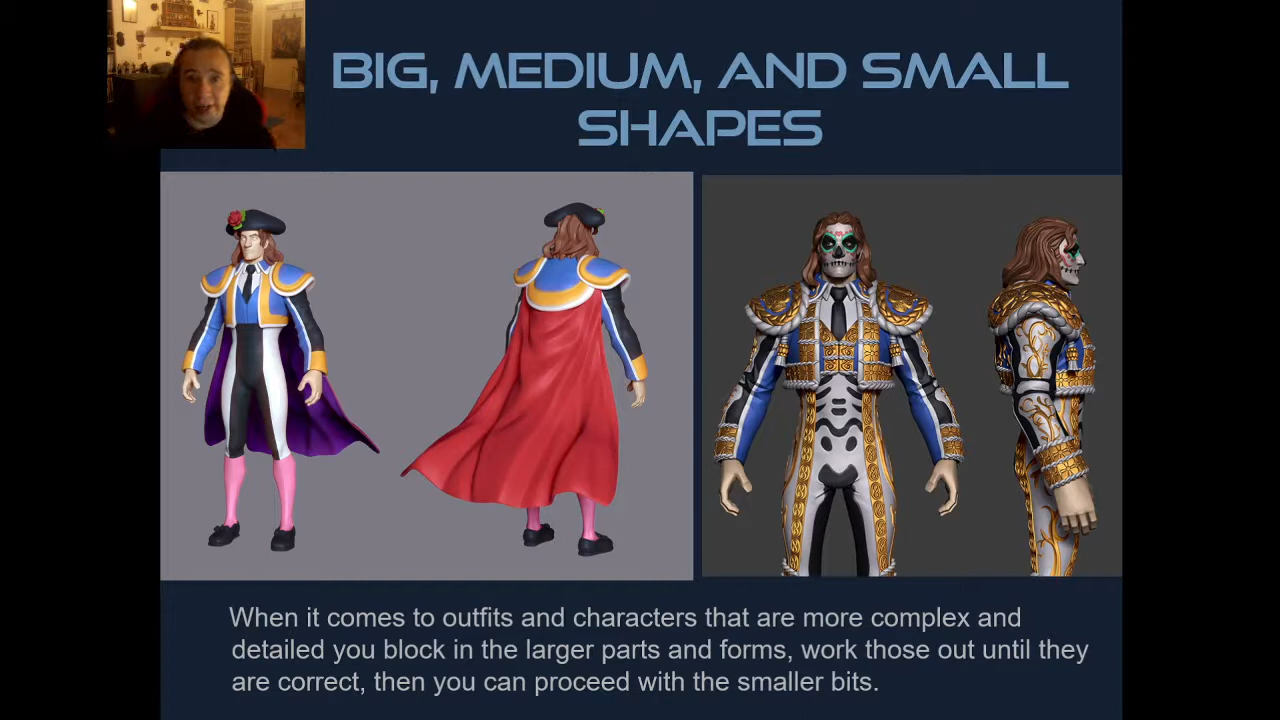 BIG, MEDIUM, AND SMALL
SHAPES
When it comes to outfits and characters that are more complex and
detailed you block in the larger parts and forms, work those out until they
are correct, then you can proceed with the smaller bits.